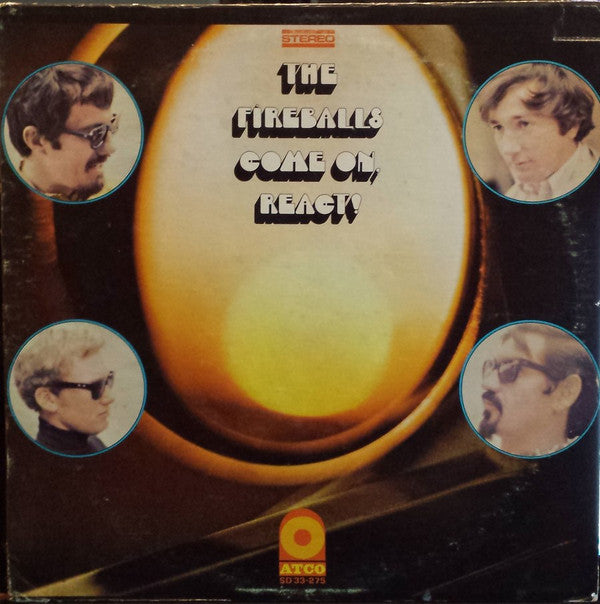 STEREO
THE
FIREBALLS
COME ON,
REACT!
ATCO
SD 33-275